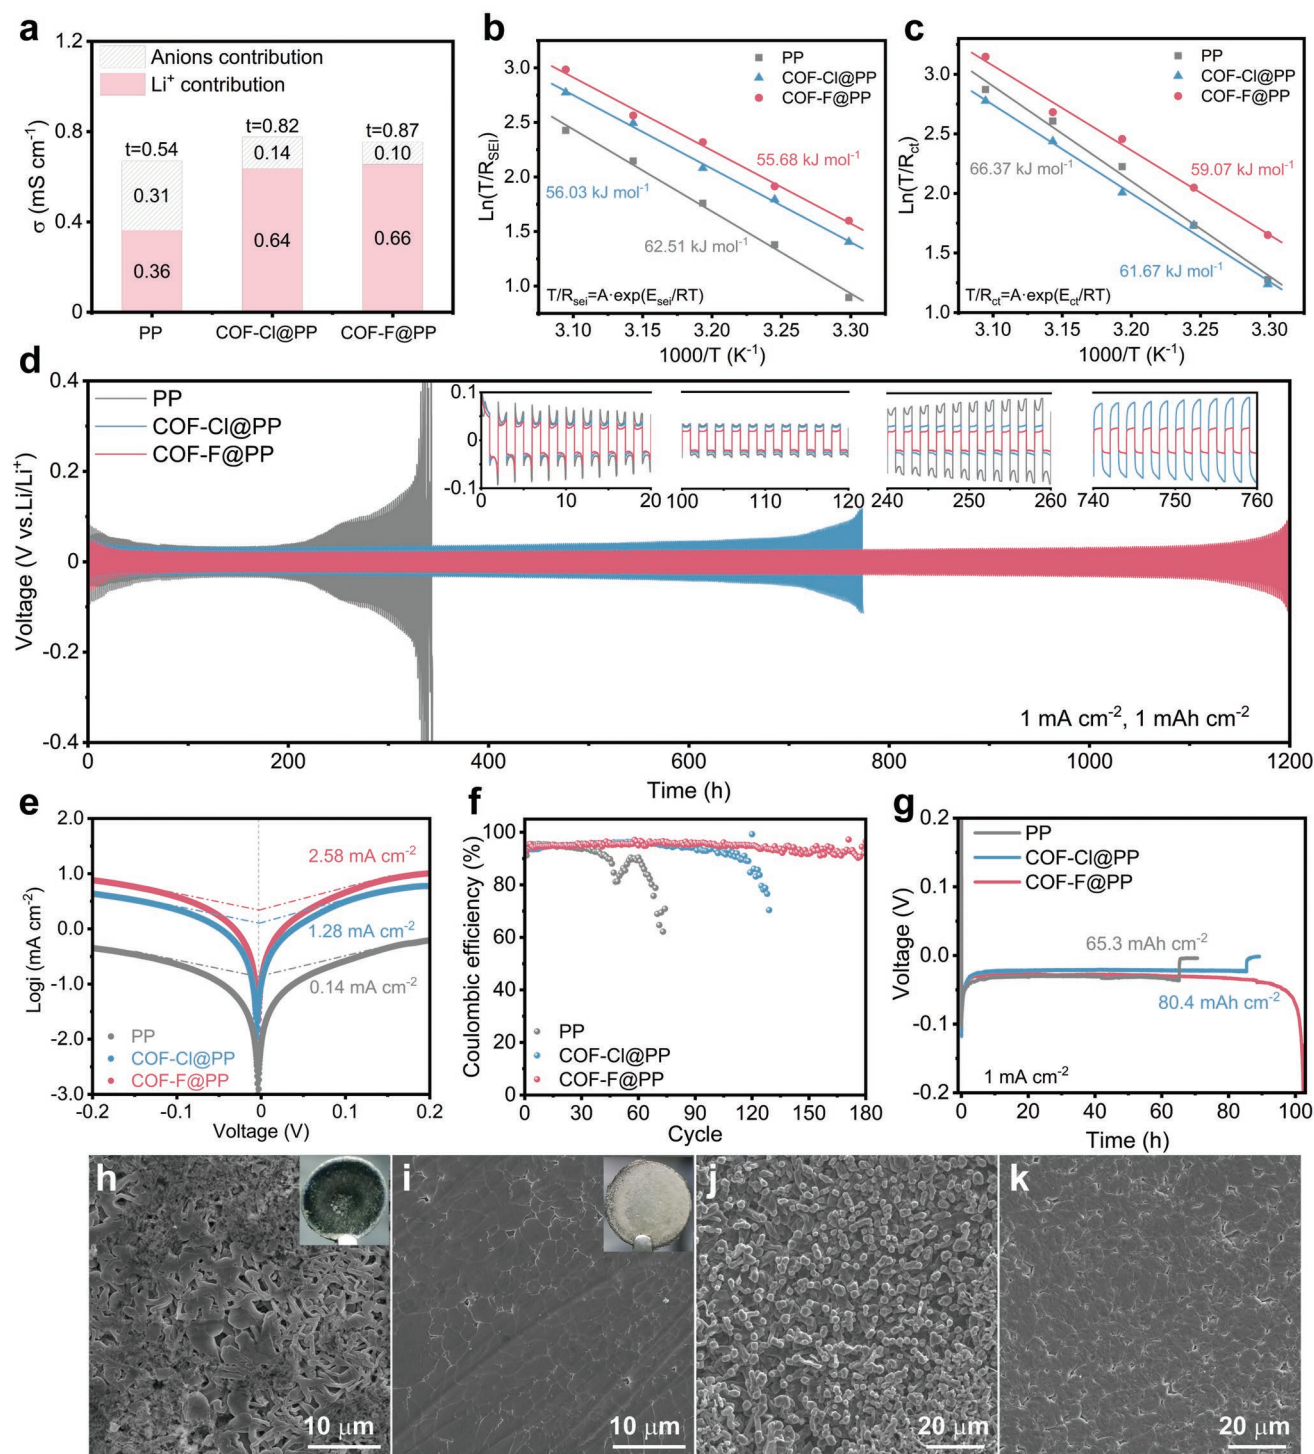 a
1.2
0.8
0.4
0
σ (mS cm⁻¹)
Anions contribution
Li⁺ contribution
t=0.54
t=0.82
t=0.87
0.31
0.14
0.10
0.36
0.64
0.66
PP
COF-Cl@PP
COF-F@PP
b
3.0
2.5
2.0
1.5
1.0
Ln(T/R_SEI)
PP
COF-Cl@PP
COF-F@PP
55.68 kJ mol⁻¹
56.03 kJ mol⁻¹
62.51 kJ mol⁻¹
T/R_sei=A·exp(E_sei/RT)
3.10 3.15 3.20 3.25 3.30
1000/T (K⁻¹)
c
3.0
2.5
2.0
1.5
1.0
Ln(T/R_ct)
PP
COF-Cl@PP
COF-F@PP
66.37 kJ mol⁻¹
59.07 kJ mol⁻¹
61.67 kJ mol⁻¹
T/R_ct=A·exp(E_ct/RT)
3.10 3.15 3.20 3.25 3.30
1000/T (K⁻¹)
d
0.4
0.2
0
-0.2
-0.4
Voltage (V vs.Li/Li⁺)
PP
COF-Cl@PP
COF-F@PP
0.1
0
-0.1
0 10 20
100 110 120
240 250 260
740 750 760
1 mA cm⁻², 1 mAh cm⁻²
0 200 400 600 800 1000 1200
Time (h)
e
2.0
1.0
0.0
-1.0
-2.0
-3.0
Logi (mA cm⁻²)
2.58 mA cm⁻²
1.28 mA cm⁻²
0.14 mA cm⁻²
PP
COF-Cl@PP
COF-F@PP
-0.2 -0.1 0 0.1 0.2
Voltage (V)
f
100
80
60
40
20
0
Coulombic efficiency (%)
PP
COF-Cl@PP
COF-F@PP
0 30 60 90 120 150 180
Cycle
g
0.2
0.1
0.0
-0.1
-0.2
Voltage (V)
PP
COF-Cl@PP
COF-F@PP
65.3 mAh cm⁻²
80.4 mAh cm⁻²
1 mA cm⁻²
0 20 40 60 80 100
Time (h)
h
10 μm
i
10 μm
j
20 μm
k
20 μm